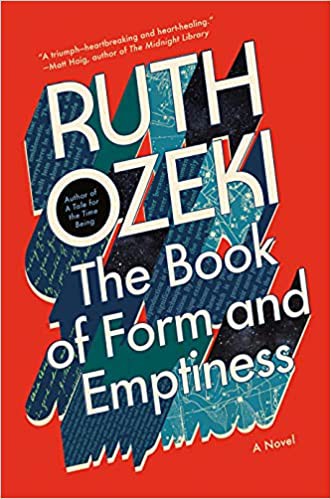 "A triumph—heartbreaking and heart-healing."
—Matt Haig, author of The Midnight Library
RUTH
OZEKI
Author of
A Tale for
the Time
Being
The Book
of Form and
Emptiness
A Novel